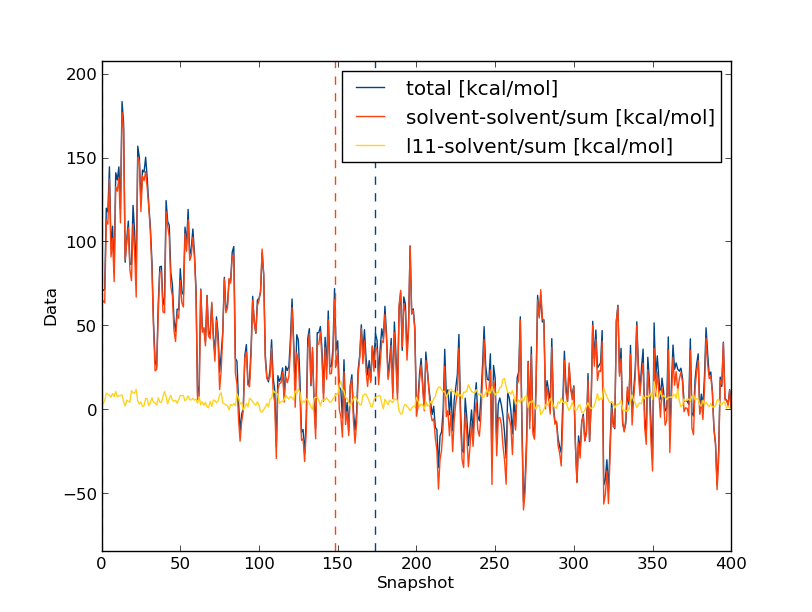 200
150
100
50
0
−50
Data
total [kcal/mol]
solvent-solvent/sum [kcal/mol]
l11-solvent/sum [kcal/mol]
0 50 100 150 200 250 300 350 400
Snapshot